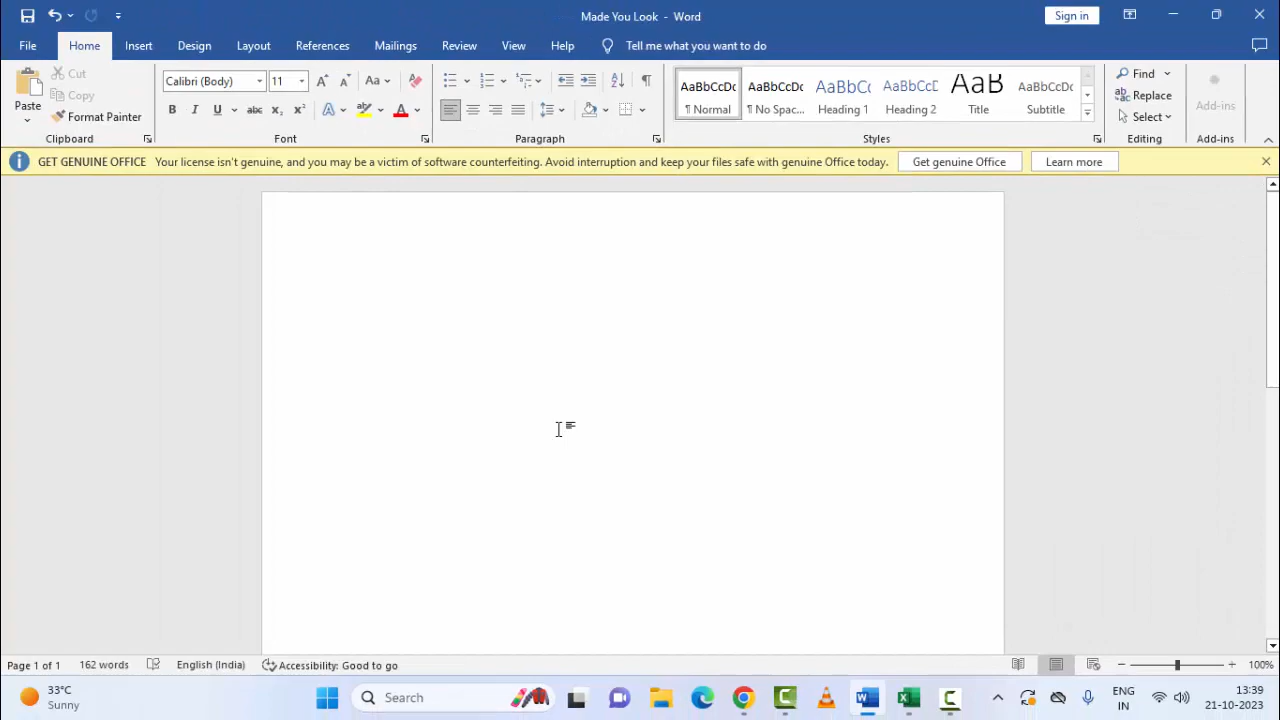 Made You Look - Word
Sign in
File Home Insert Design Layout References Mailings Review View Help Tell me what you want to do
Paste
Cut
Copy
Format Painter
Clipboard
Calibri (Body) 11
Aa
B I U abc x₂ x² A A
Font
Paragraph
AaBbCcDc AaBbCcDc AaBbCc AaBbCcD AaB AaBbCcDc
¶ Normal ¶ No Spac... Heading 1 Heading 2 Title Subtitle
Styles
Find
Replace
Select
Editing
Add-ins
Add-ins
GET GENUINE OFFICE Your license isn't genuine, and you may be a victim of software counterfeiting. Avoid interruption and keep your files safe with genuine Office today. Get genuine Office Learn more
Page 1 of 1 162 words English (India) Accessibility: Good to go 100%
33°C
Sunny
Search
ENG
IN
13:39
21-10-2023